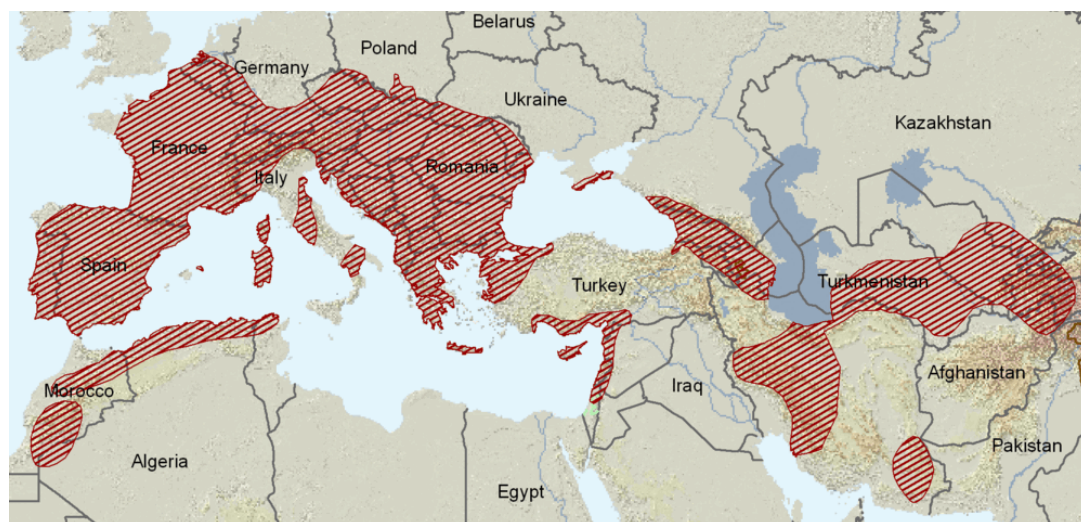 Belarus
Poland
Germany
Ukraine
Kazakhstan
France
Romania
Italy
Spain
Turkey
Turkmenistan
Morocco
Iraq
Afghanistan
Algeria
Egypt
Pakistan